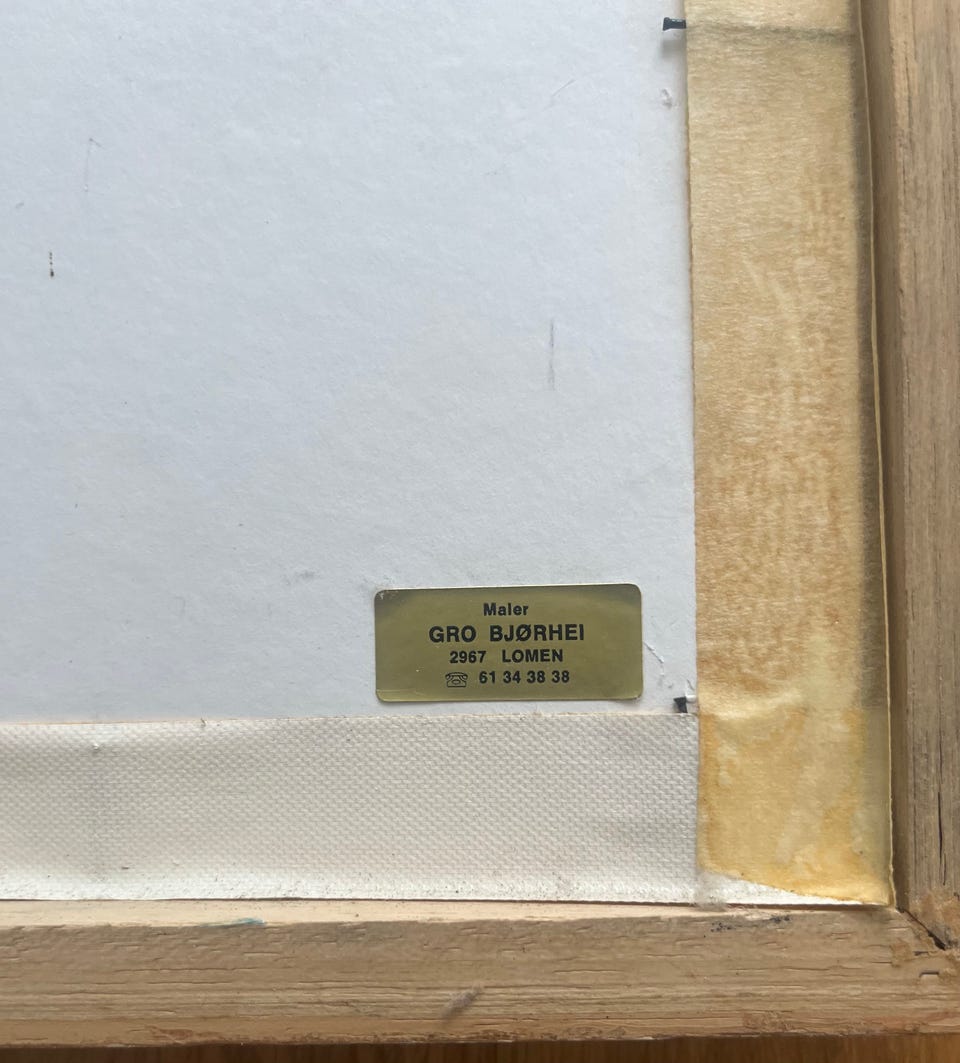 Maler
GRO BJØRHEI
2967 LOMEN
☏ 61 34 38 38